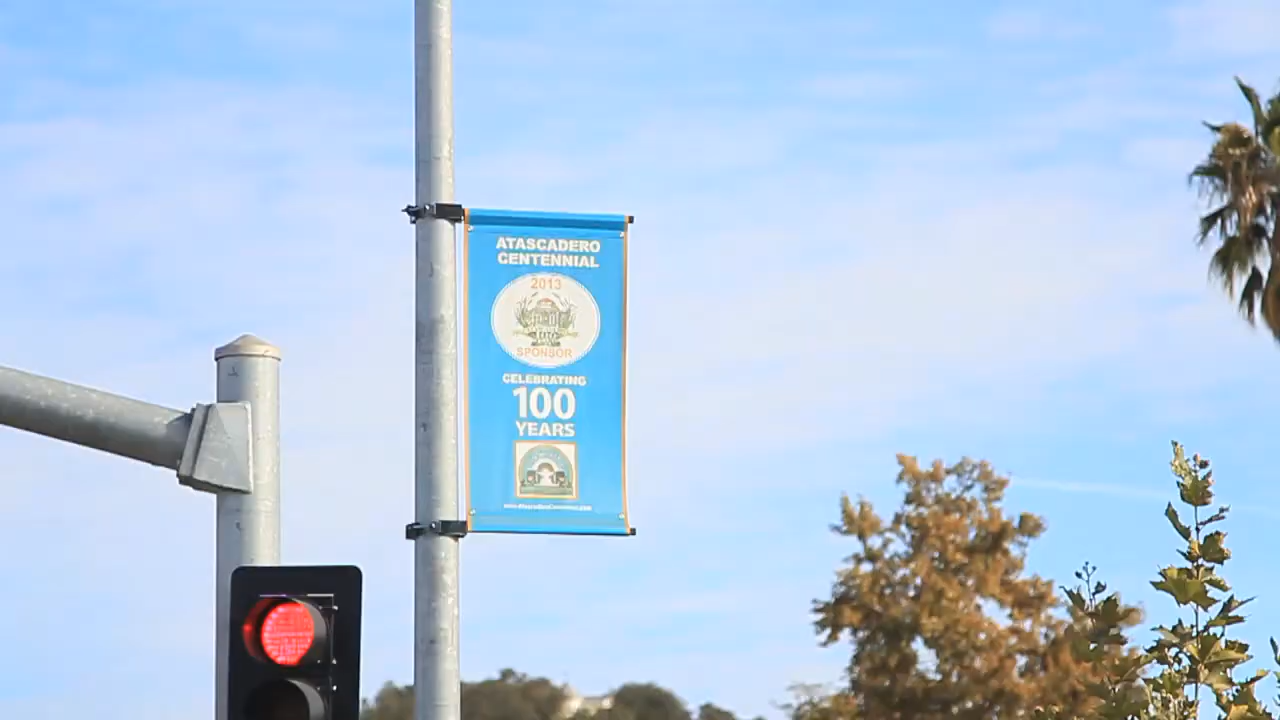 ATASCADERO
CENTENNIAL
2013
SPONSOR
CELEBRATING
100
YEARS